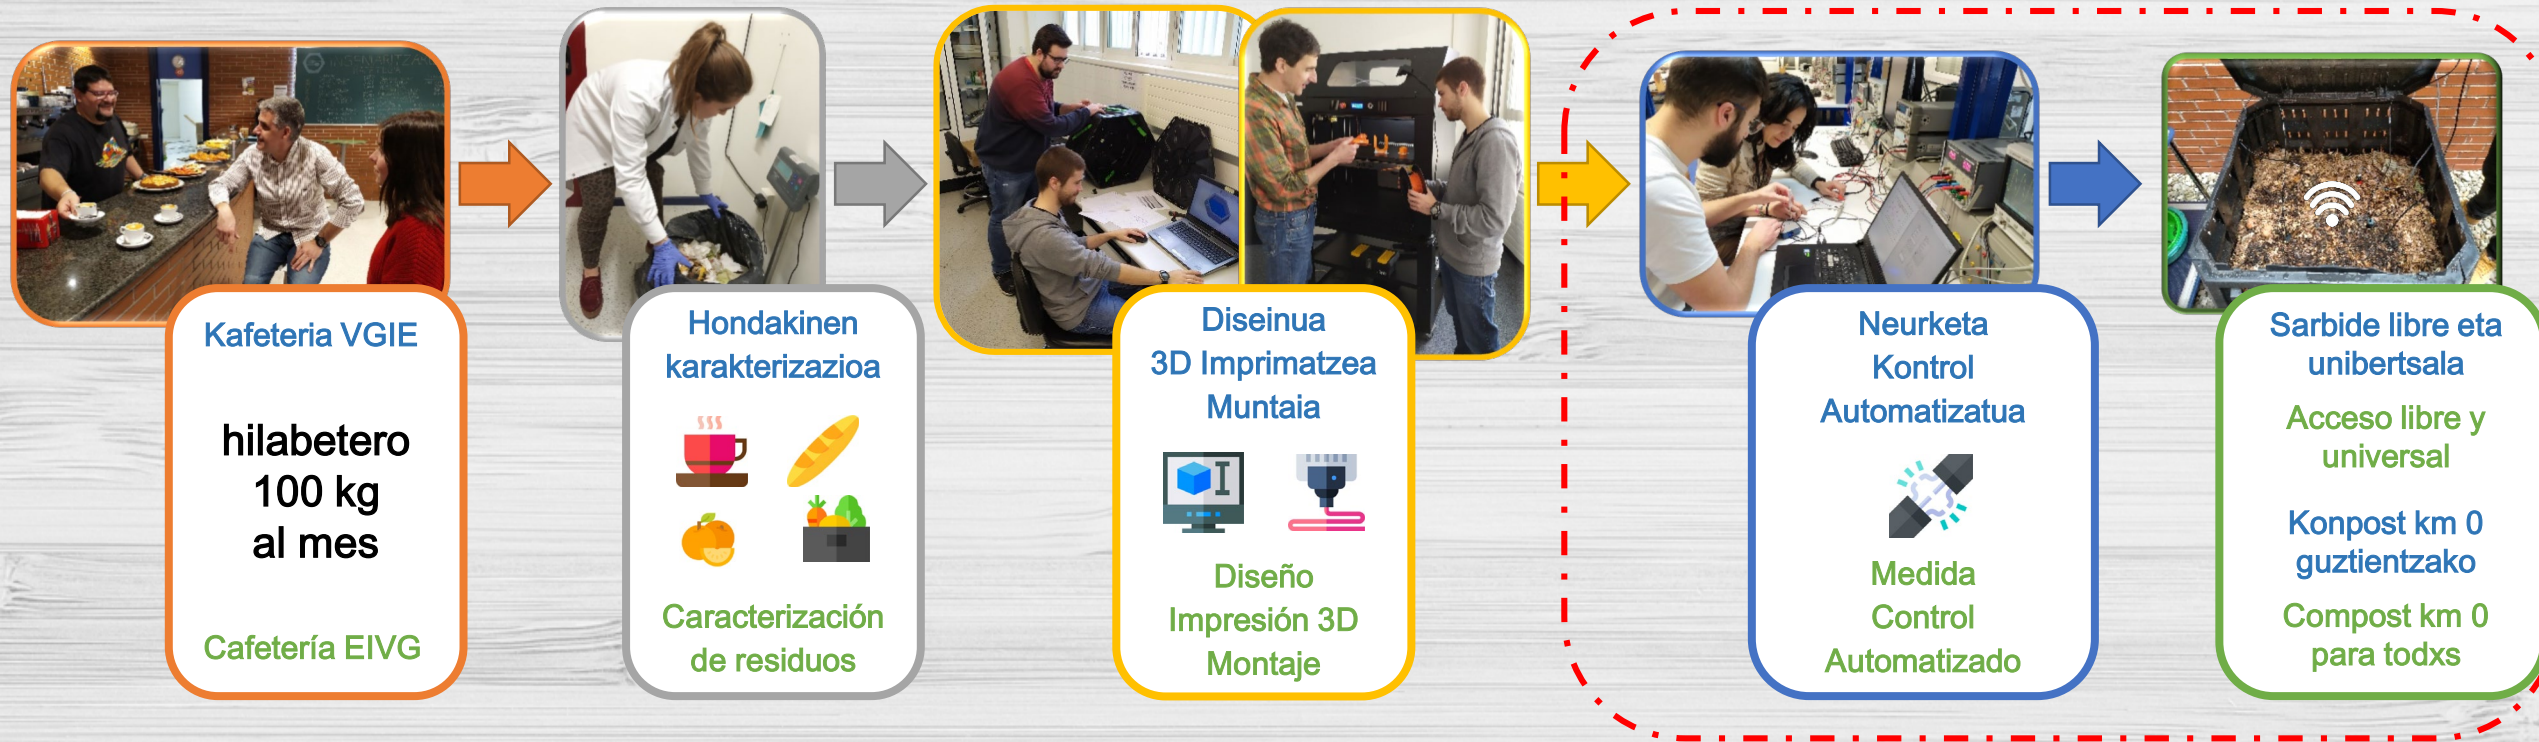 Kafeteria VGIE
hilabetero
100 kg
al mes
Cafetería EIVG
Hondakinen
karakterizazioa
Caracterización
de residuos
Diseinua
3D Imprimatzea
Muntaia
Diseño
Impresión 3D
Montaje
Neurketa
Kontrol
Automatizatua
Medida
Control
Automatizado
Sarbide libre eta
unibertsala
Acceso libre y
universal
Konpost km 0
guztientzako
Compost km 0
para todxs